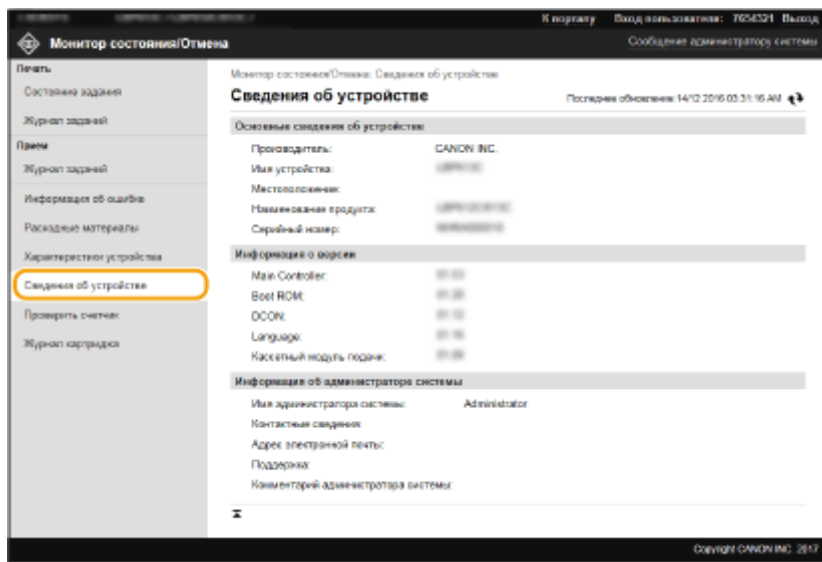 К порталу Вход пользователя: 7654321 Выход
Монитор состояния/Отмена
Сообщение администратору системы
Печать
Состояние задания
Журнал заданий
Прием
Журнал заданий
Информация об ошибке
Расходные материалы
Характеристики устройства
Сведения об устройстве
Проверить счетчик
Журнал картриджа
Монитор состояния/Отмена: Сведения об устройстве
Сведения об устройстве
Последнее обновление: 14/12 2016 03:31:16 AM
Основные сведения об устройстве
Производитель: CANON INC.
Имя устройства:
Местоположение:
Наименование продукта:
Серийный номер:
Информация о версии
Main Controller:
Boot ROM:
DCON:
Language:
Кассетный модуль подачи:
Информация об администраторе системы
Имя администратора системы: Administrator
Контактные сведения:
Адрес электронной почты:
Поддержка:
Комментарий администратора системы:
Copyright CANON INC. 2017